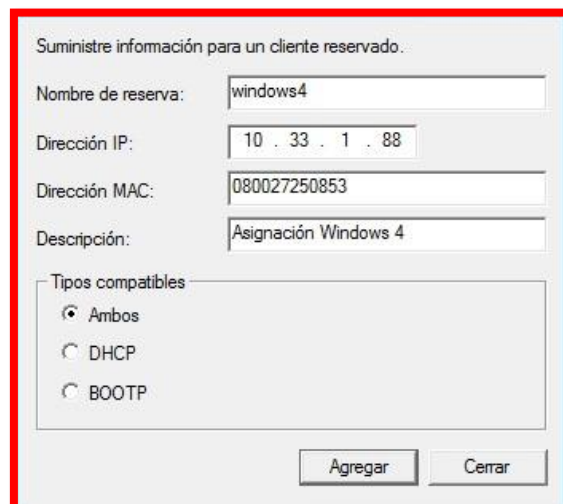 Suministre información para un cliente reservado.
Nombre de reserva: windows4
Dirección IP: 10 . 33 . 1 . 88
Dirección MAC: 080027250853
Descripción: Asignación Windows 4
Tipos compatibles
Ambos
DHCP
BOOTP
Agregar Cerrar